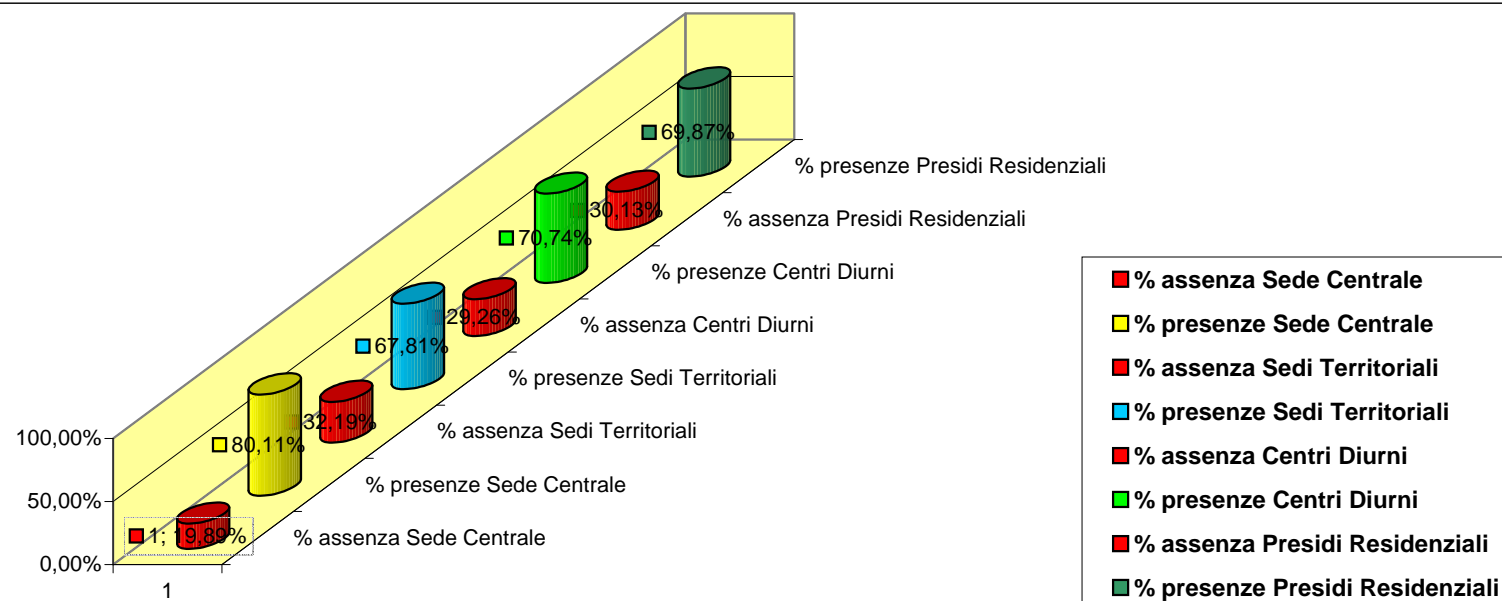 69,87%
% presenze Presidi Residenziali
30,13%
% assenza Presidi Residenziali
70,74%
% presenze Centri Diurni
29,26%
% assenza Centri Diurni
67,81%
% presenze Sedi Territoriali
32,19%
% assenza Sedi Territoriali
80,11%
% presenze Sede Centrale
1; 19,89%
% assenza Sede Centrale
100,00%
50,00%
0,00%
1
% assenza Sede Centrale
% presenze Sede Centrale
% assenza Sedi Territoriali
% presenze Sedi Territoriali
% assenza Centri Diurni
% presenze Centri Diurni
% assenza Presidi Residenziali
% presenze Presidi Residenziali